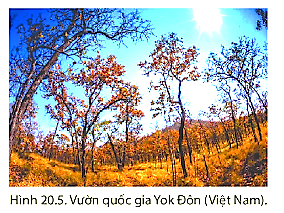 Hình 20.5. Vườn quốc gia Yok Đôn (Việt Nam).